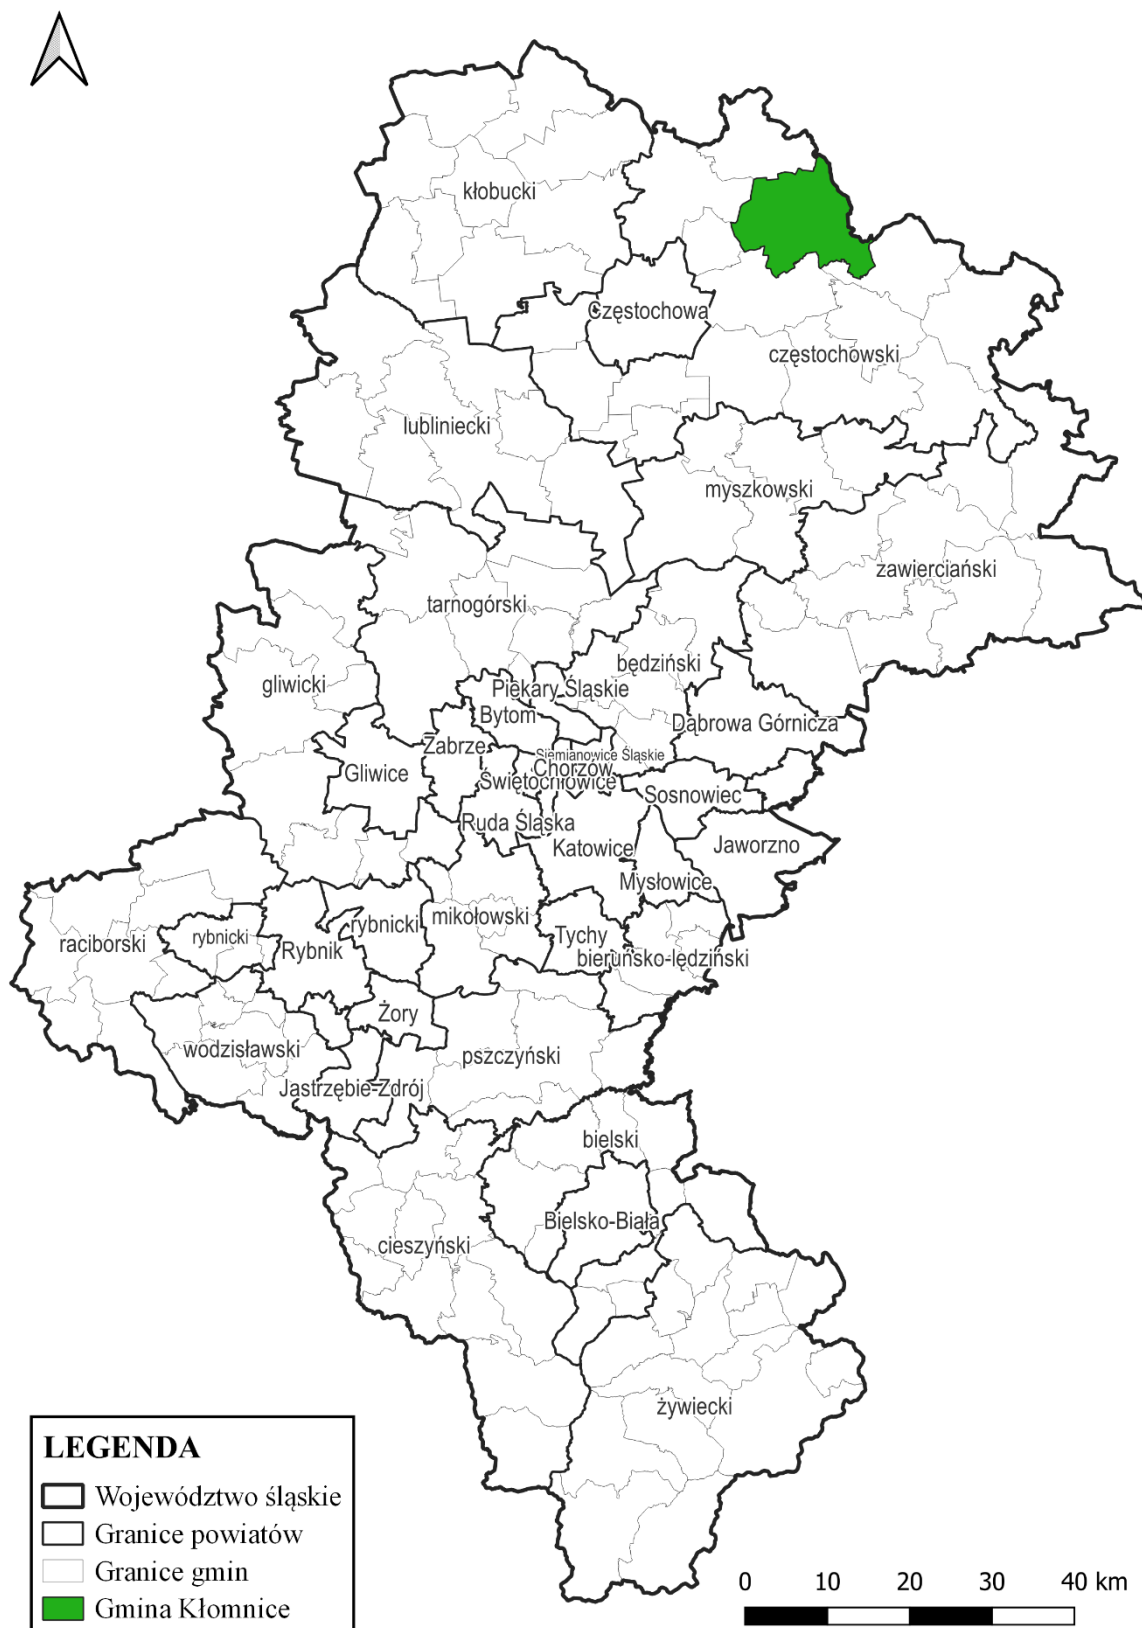 kłobucki
Częstochowa
częstochowski
lubliniecki
myszkowski
zawierciański
tarnogórski
będziński
gliwicki
Piekary Śląskie
Bytom
Dąbrowa Górnicza
Zabrze
Siemianowice Śląskie
Chorzów
Gliwice
Świętochłowice
Sosnowiec
Ruda Śląska
Katowice
Jaworzno
Mysłowice
mikołowski
rybnicki
raciborski
rybnicki
Rybnik
Tychy
bieruńsko-lędziński
Żory
wodzisławski
pszczyński
Jastrzębie-Zdrój
bielski
Bielsko-Biała
cieszyński
żywiecki
LEGENDA
Województwo śląskie
Granice powiatów
Granice gmin
Gmina Kłomnice
0 10 20 30 40 km